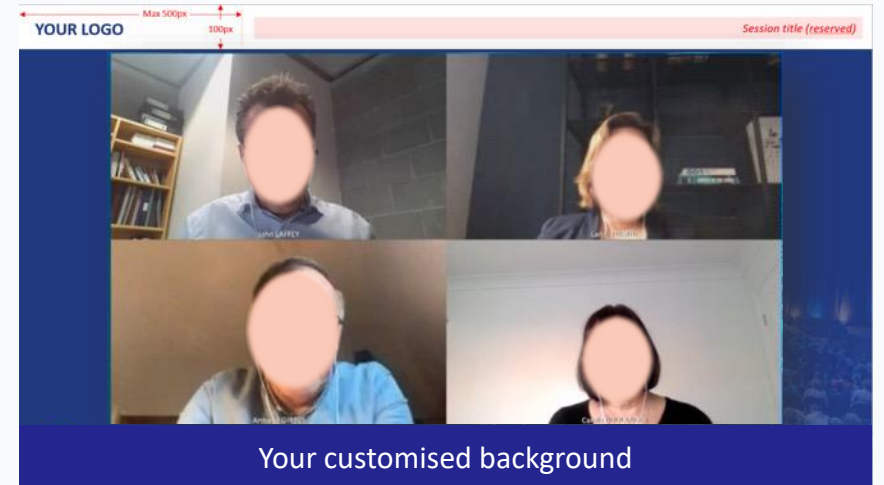 Max 500px
YOUR LOGO
100px
Session title (reserved)
John LAFFEY
Your customised background